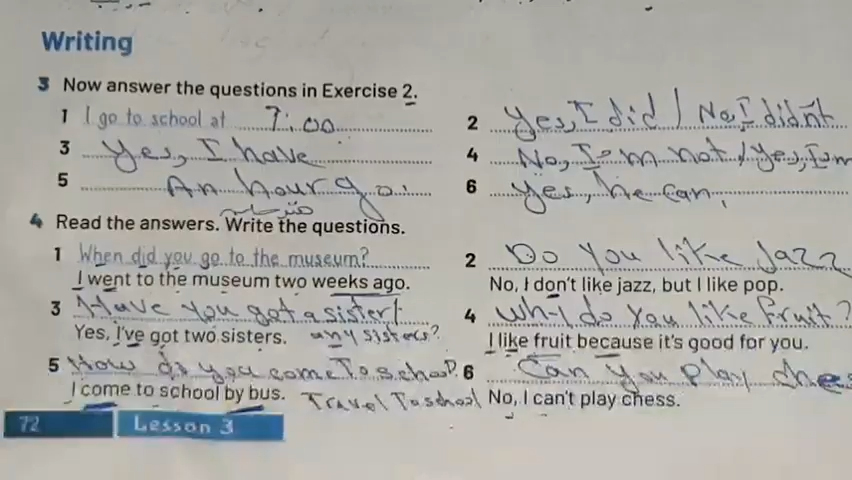 Writing
3 Now answer the questions in Exercise 2.
1 I go to school at 7:00
2 Yes, I did / No, I didn't
3 Yes, I have
4 No, I am not / Yes, I am
5 An hour go.
6 Yes, he can.
4 Read the answers. Write the questions.
1 When did you go to the museum?
I went to the museum two weeks ago.
2 Do you like Jazz
No, I don't like jazz, but I like pop.
3 Have you got a sister
Yes, I've got two sisters. any sisters?
4 Why do you like fruit?
I like fruit because it's good for you.
5 How do you come To school?
I come to school by bus. Travel To school
6 Can you play chess
No, I can't play chess.
72 Lesson 3